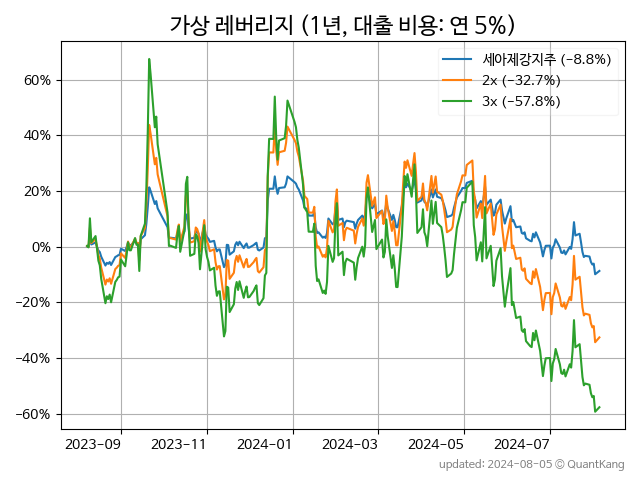 가상 레버리지 (1년, 대출 비용: 연 5%)
세아제강지주 (−8.8%)
2x (−32.7%)
3x (−57.8%)
60%
40%
20%
0%
−20%
−40%
−60%
2023-09 2023-11 2024-01 2024-03 2024-05 2024-07
updated: 2024-08-05 © QuantKang